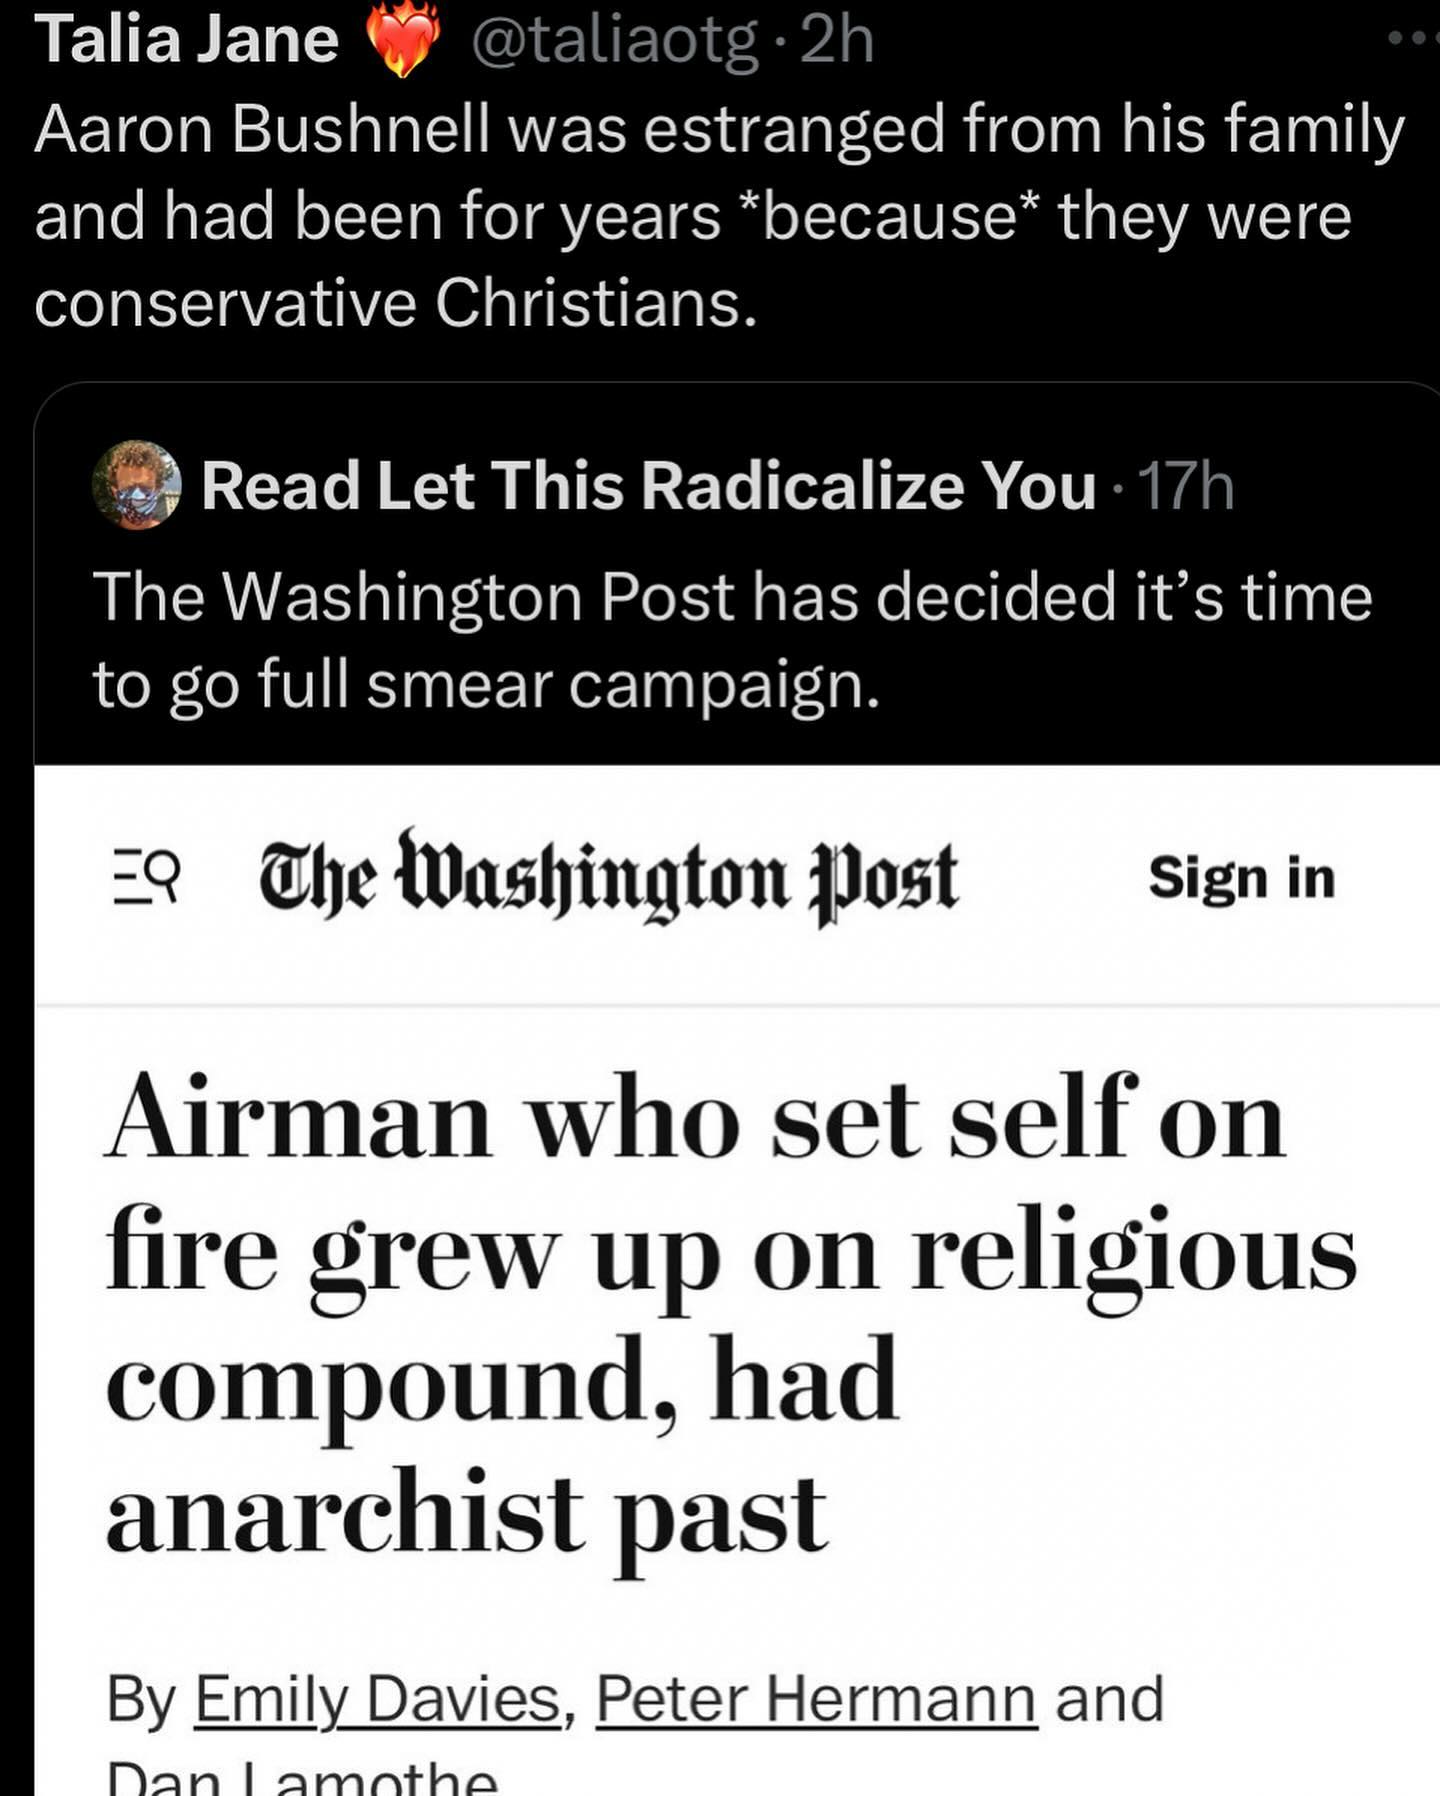 Talia Jane ❤️‍🔥 @taliaotg · 2h
Aaron Bushnell was estranged from his family
and had been for years *because* they were
conservative Christians.
Read Let This Radicalize You · 17h
The Washington Post has decided it’s time
to go full smear campaign.
The Washington Post
Sign in
Airman who set self on
fire grew up on religious
compound, had
anarchist past
By Emily Davies, Peter Hermann and
Dan Lamothe